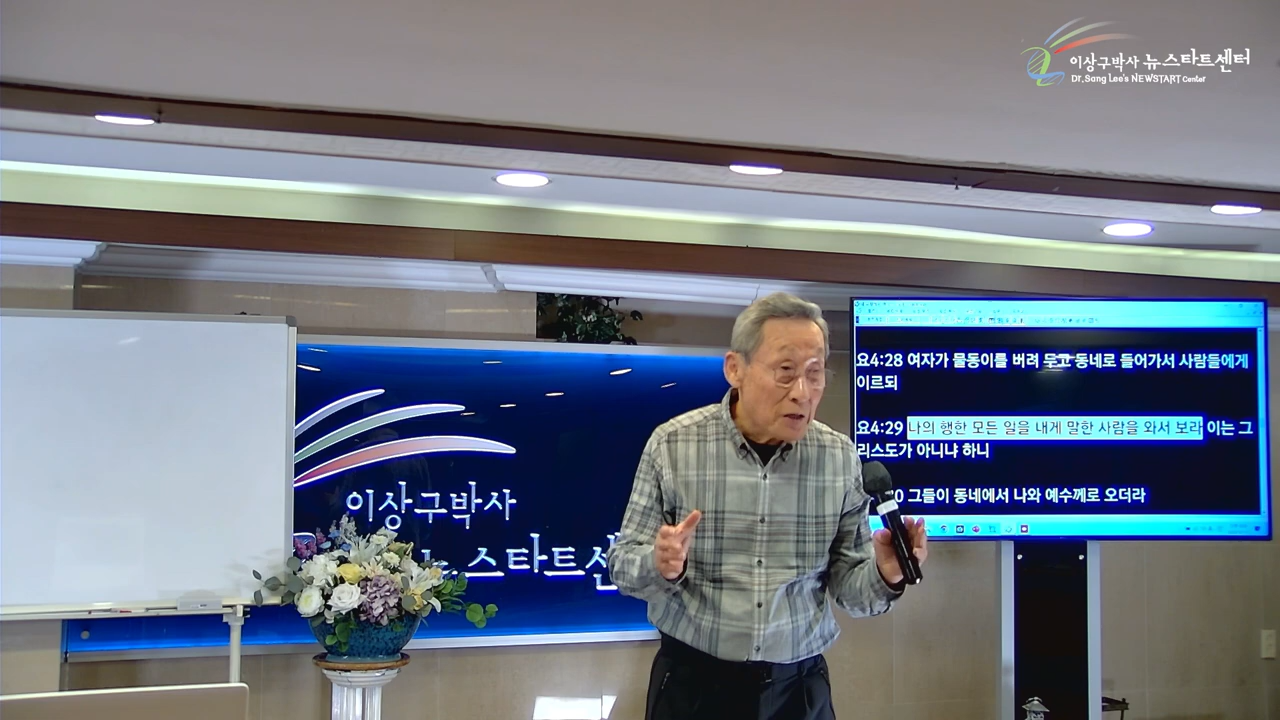 이상구박사 뉴스타트센터
Dr. Sang Lee's NEWSTART Center
요4:28 여자가 물동이를 버려 두고 동네로 들어가서 사람들에게
이르되
요4:29 나의 행한 모든 일을 내게 말한 사람을 와서 보라 이는 그
리스도가 아니냐 하니
0 그들이 동네에서 나와 예수께로 오더라
이상구박사
뉴스타트센